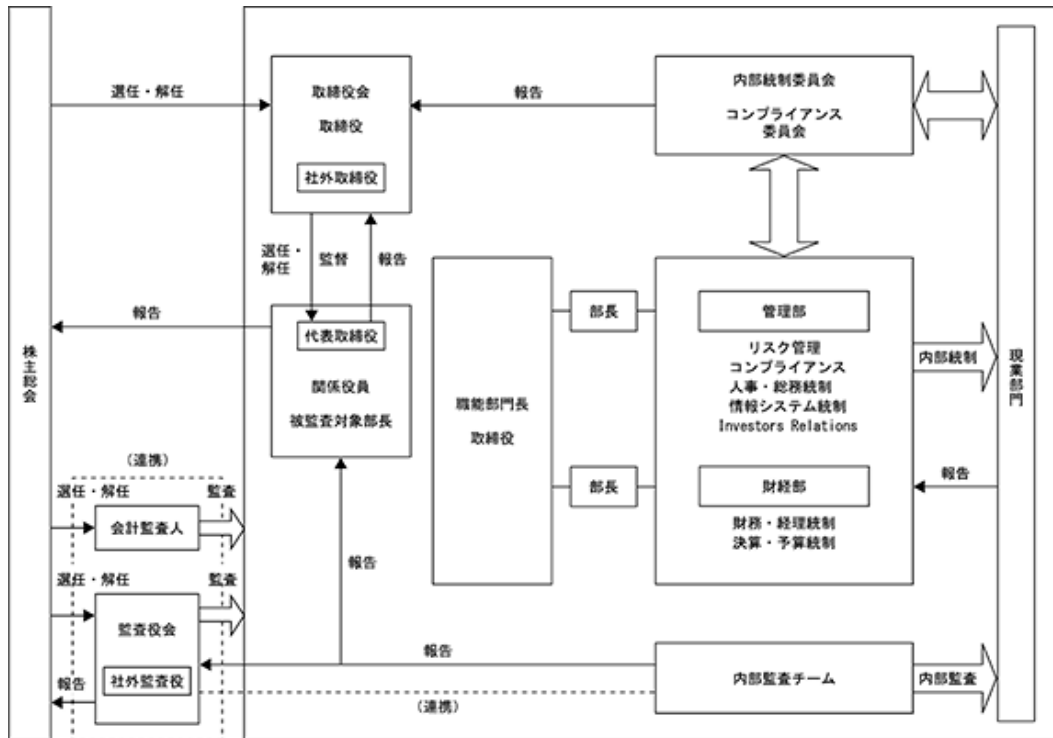 株主総会
選任・解任
取締役会
取締役
社外取締役
報告
内部統制委員会
コンプライアンス
委員会
選任・
解任
監督
報告
報告
代表取締役
関係役員
被監査対象部長
職能部門長
取締役
部長
部長
管理部
リスク管理
コンプライアンス
人事・総務統制
情報システム統制
Investors Relations
財経部
財務・経理統制
決算・予算統制
内部統制
報告
現業部門
(連携)
選任・解任
監査
会計監査人
選任・解任
監査
監査役会
社外監査役
報告
報告
報告
(連携)
内部監査チーム
内部監査